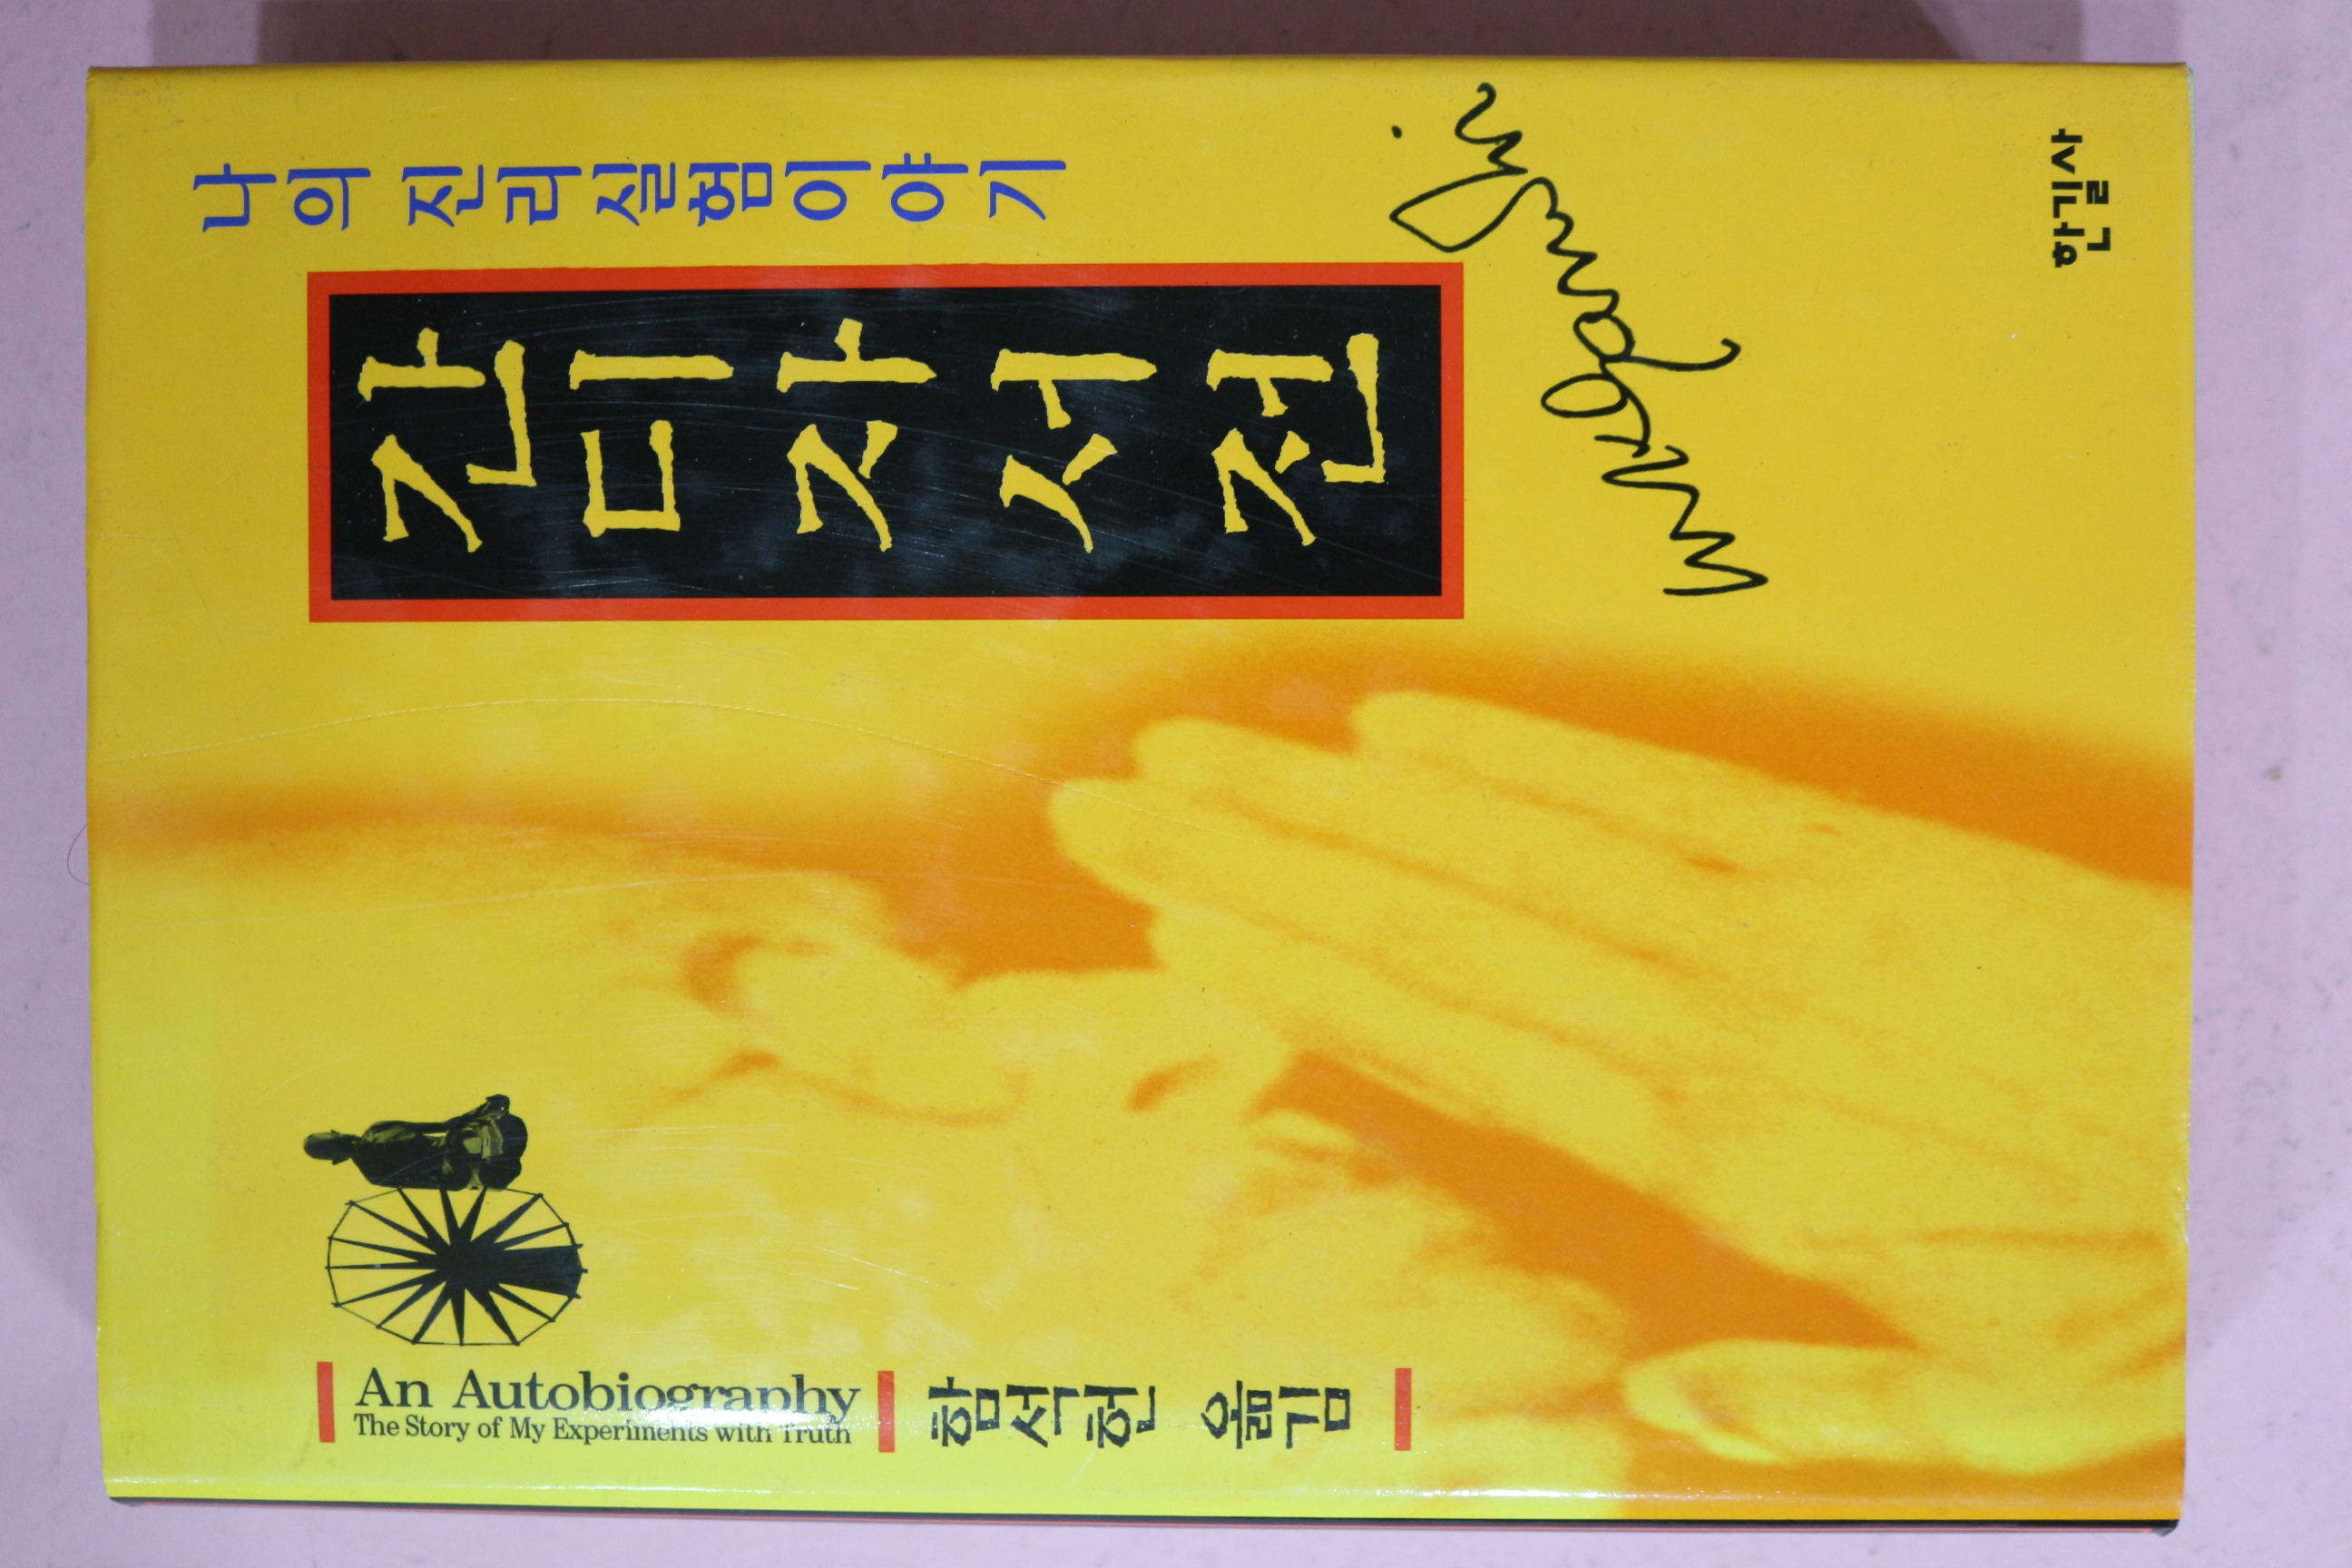 나의 진리실험이야기
간디자서전
mkgandhi
An Autobiography
The Story of My Experiments with Truth
함석헌 옮김
한길사